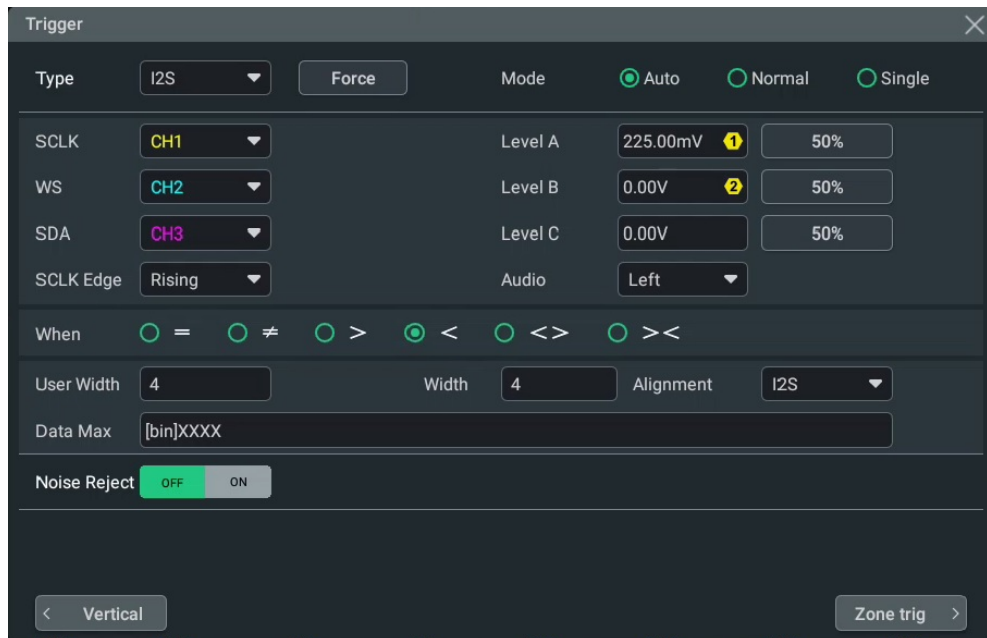 Trigger
Type I2S Force Mode Auto Normal Single
SCLK CH1 Level A 225.00mV 1 50%
WS CH2 Level B 0.00V 2 50%
SDA CH3 Level C 0.00V 50%
SCLK Edge Rising Audio Left
When = ≠ > < <> ><
User Width 4 Width 4 Alignment I2S
Data Max [bin]XXXX
Noise Reject OFF ON
< Vertical Zone trig >